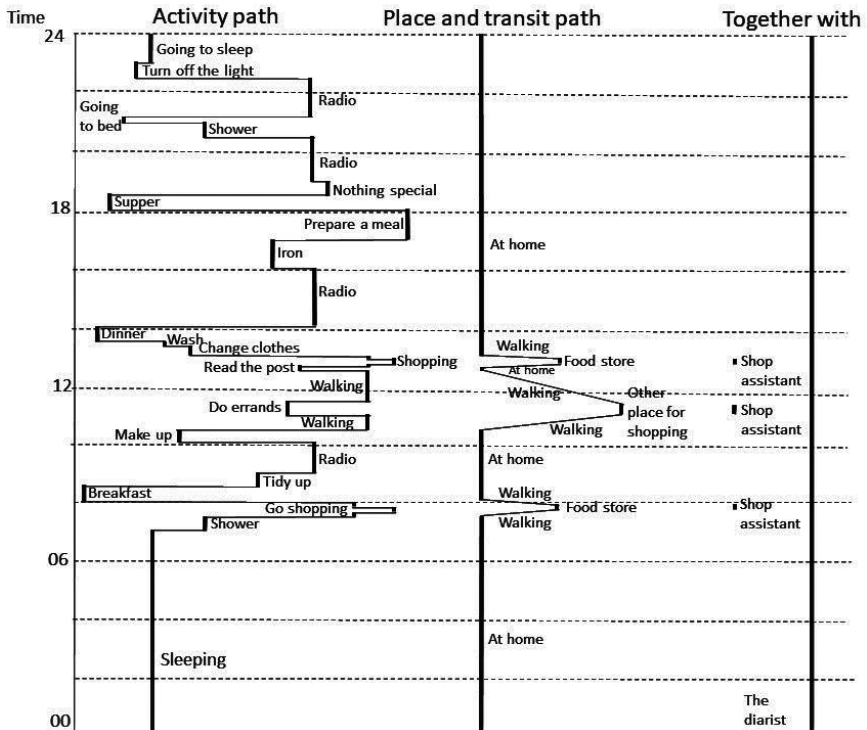 Time
Activity path
Place and transit path
Together with
24
Going to sleep
Turn off the light
Radio
Going
to bed
Shower
Radio
Nothing special
Supper
18
Prepare a meal
Iron
At home
Radio
Dinner
Wash
Change clothes
Walking
Shopping
Food store
Shop
assistant
Read the post
At home
12
Walking
Walking
Other
place for
shopping
Do errands
Shop
assistant
Walking
Walking
Make up
Radio
At home
Tidy up
Breakfast
Walking
Go shopping
Food store
Shop
assistant
Shower
Walking
06
At home
Sleeping
00
The
diarist